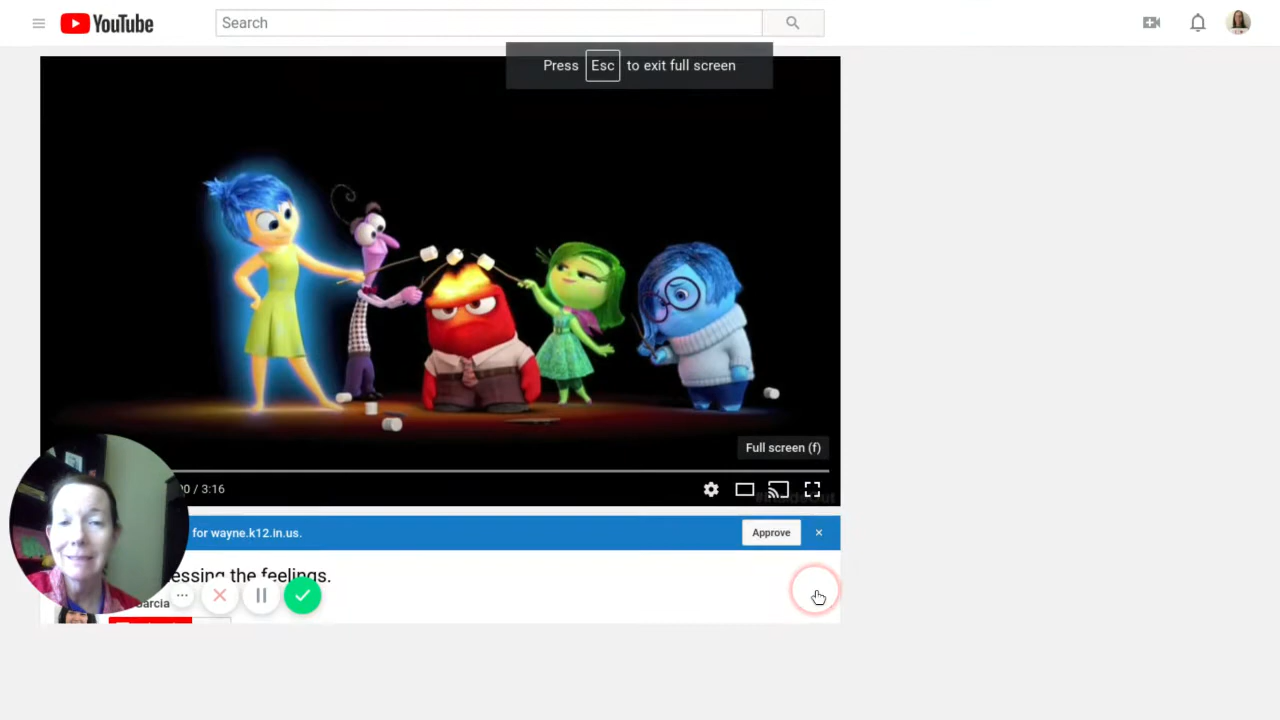 YouTube
Search
Press Esc to exit full screen
Full screen (f)
0 / 3:16
for wayne.k12.in.us.
Approve
essing the feelings.
Garcia